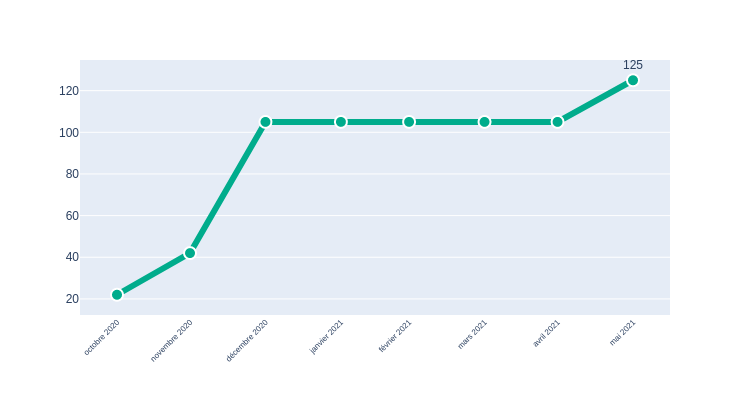 125
120
100
80
60
40
20
octobre 2020
novembre 2020
décembre 2020
janvier 2021
février 2021
mars 2021
avril 2021
mai 2021